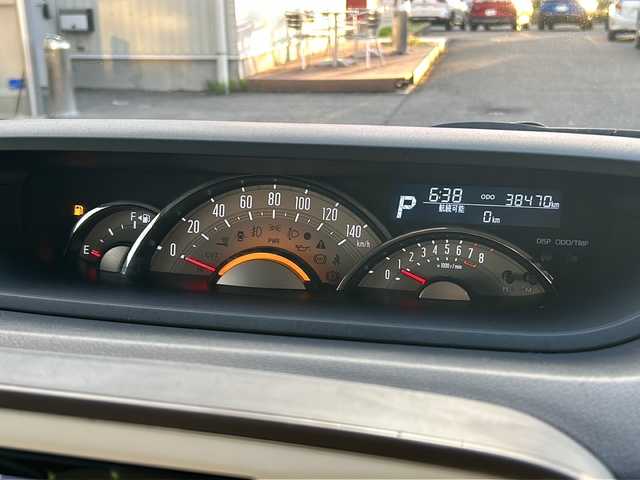 P 6:38 ODO 38470km
航続可能 0km
DISP ODO/TRIP
F
E
0 20 40 60 80 100 120 140 km/h
PWR
0 1 2 3 4 5 6 7 8
×1000r/min